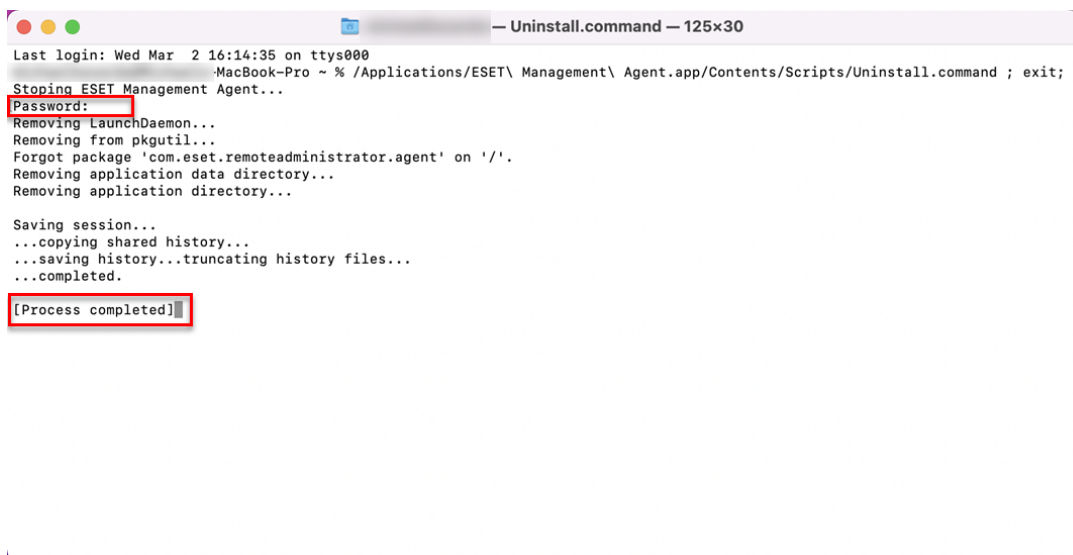 — Uninstall.command — 125×30
Last login: Wed Mar  2 16:14:35 on ttys000
-MacBook-Pro ~ % /Applications/ESET\ Management\ Agent.app/Contents/Scripts/Uninstall.command ; exit;
Stoping ESET Management Agent...
Password:
Removing LaunchDaemon...
Removing from pkgutil...
Forgot package 'com.eset.remoteadministrator.agent' on '/'.
Removing application data directory...
Removing application directory...
Saving session...
...copying shared history...
...saving history...truncating history files...
...completed.
[Process completed]